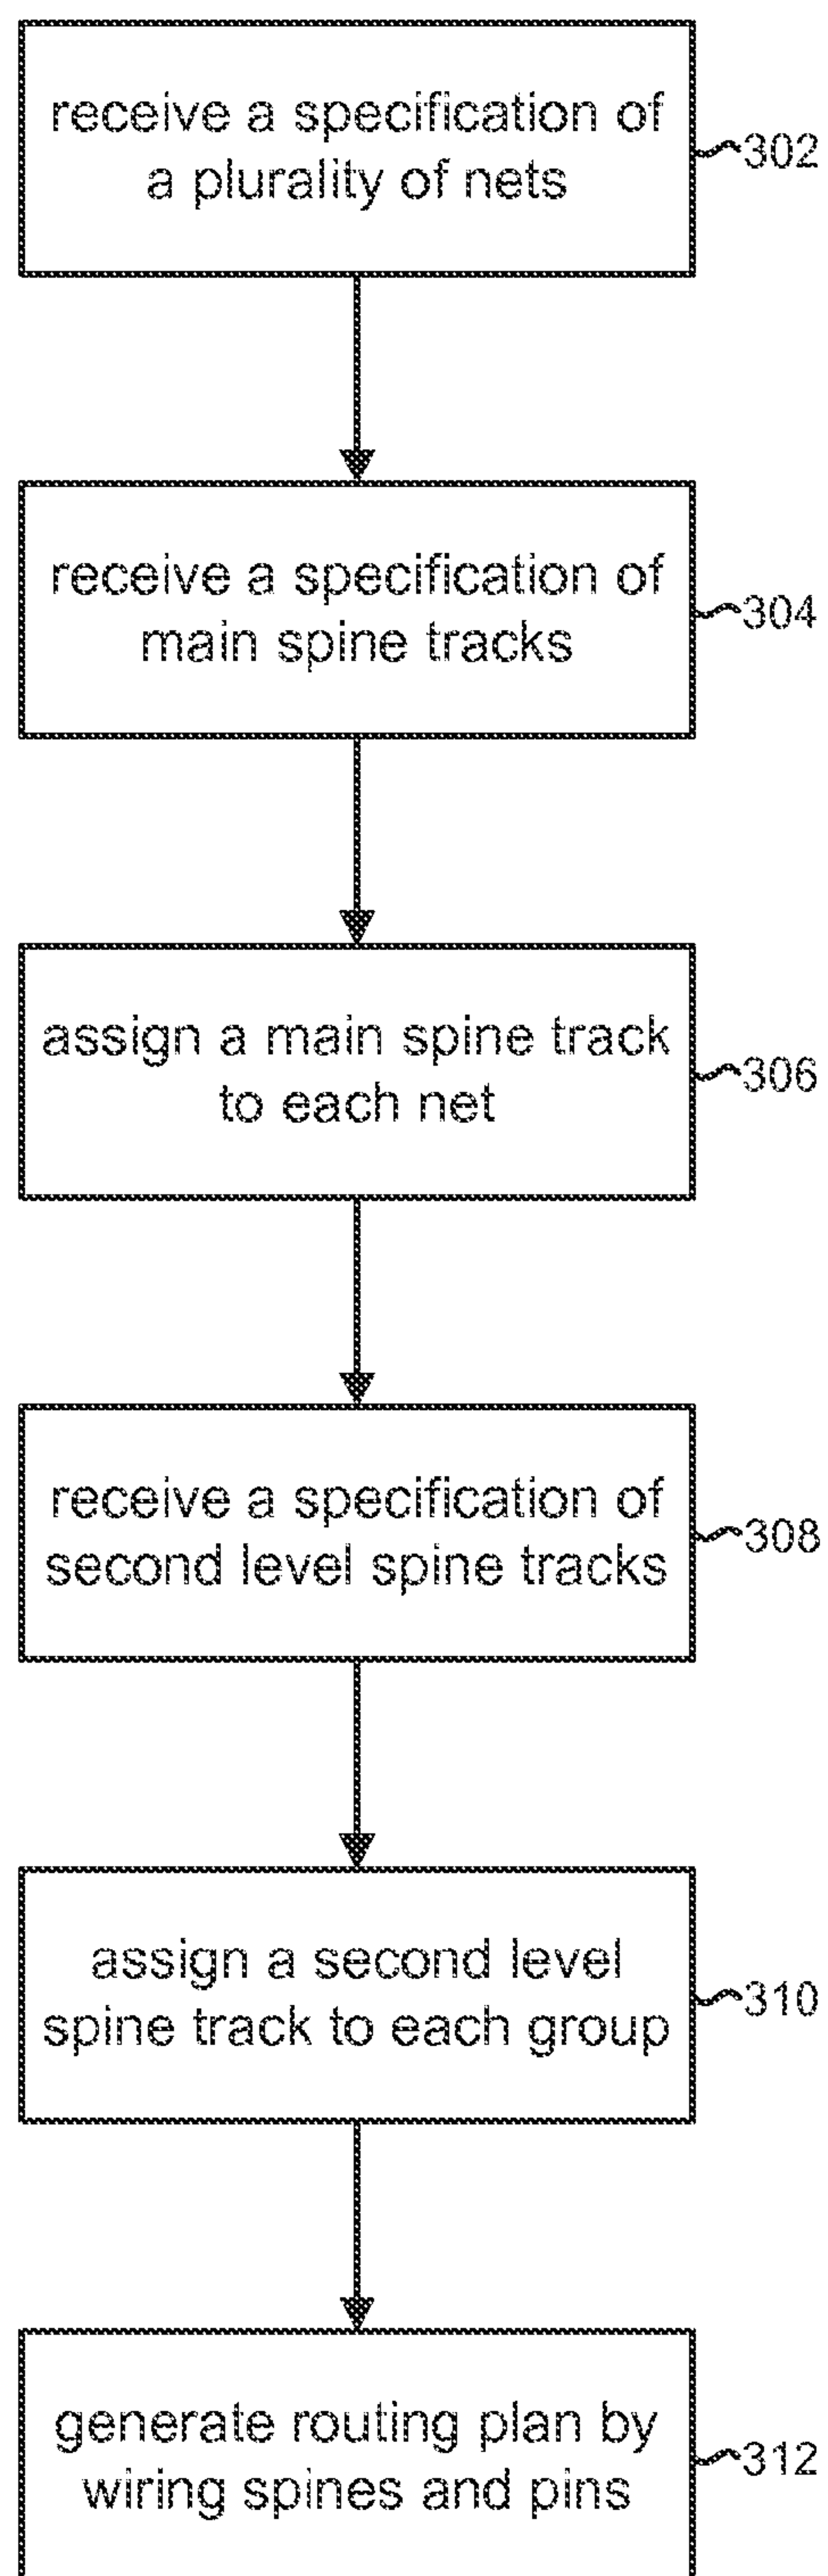 receive a specification of
a plurality of nets
302
receive a specification of
main spine tracks
304
assign a main spine track
to each net
306
receive a specification of
second level spine tracks
308
assign a second level
spine track to each group
310
generate routing plan by
wiring spines and pins
312